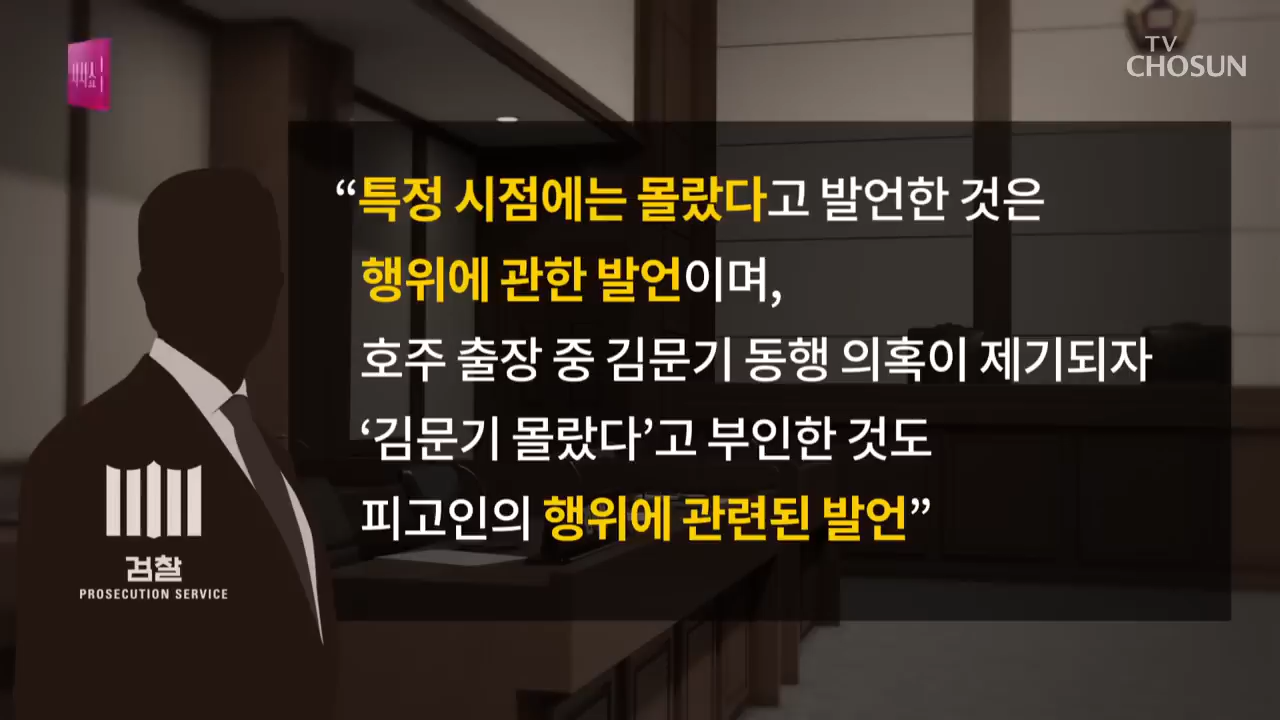 TV
CHOSUN
“특정 시점에는 몰랐다고 발언한 것은
행위에 관한 발언이며,
호주 출장 중 김문기 동행 의혹이 제기되자
‘김문기 몰랐다’고 부인한 것도
피고인의 행위에 관련된 발언”
검찰
PROSECUTION SERVICE